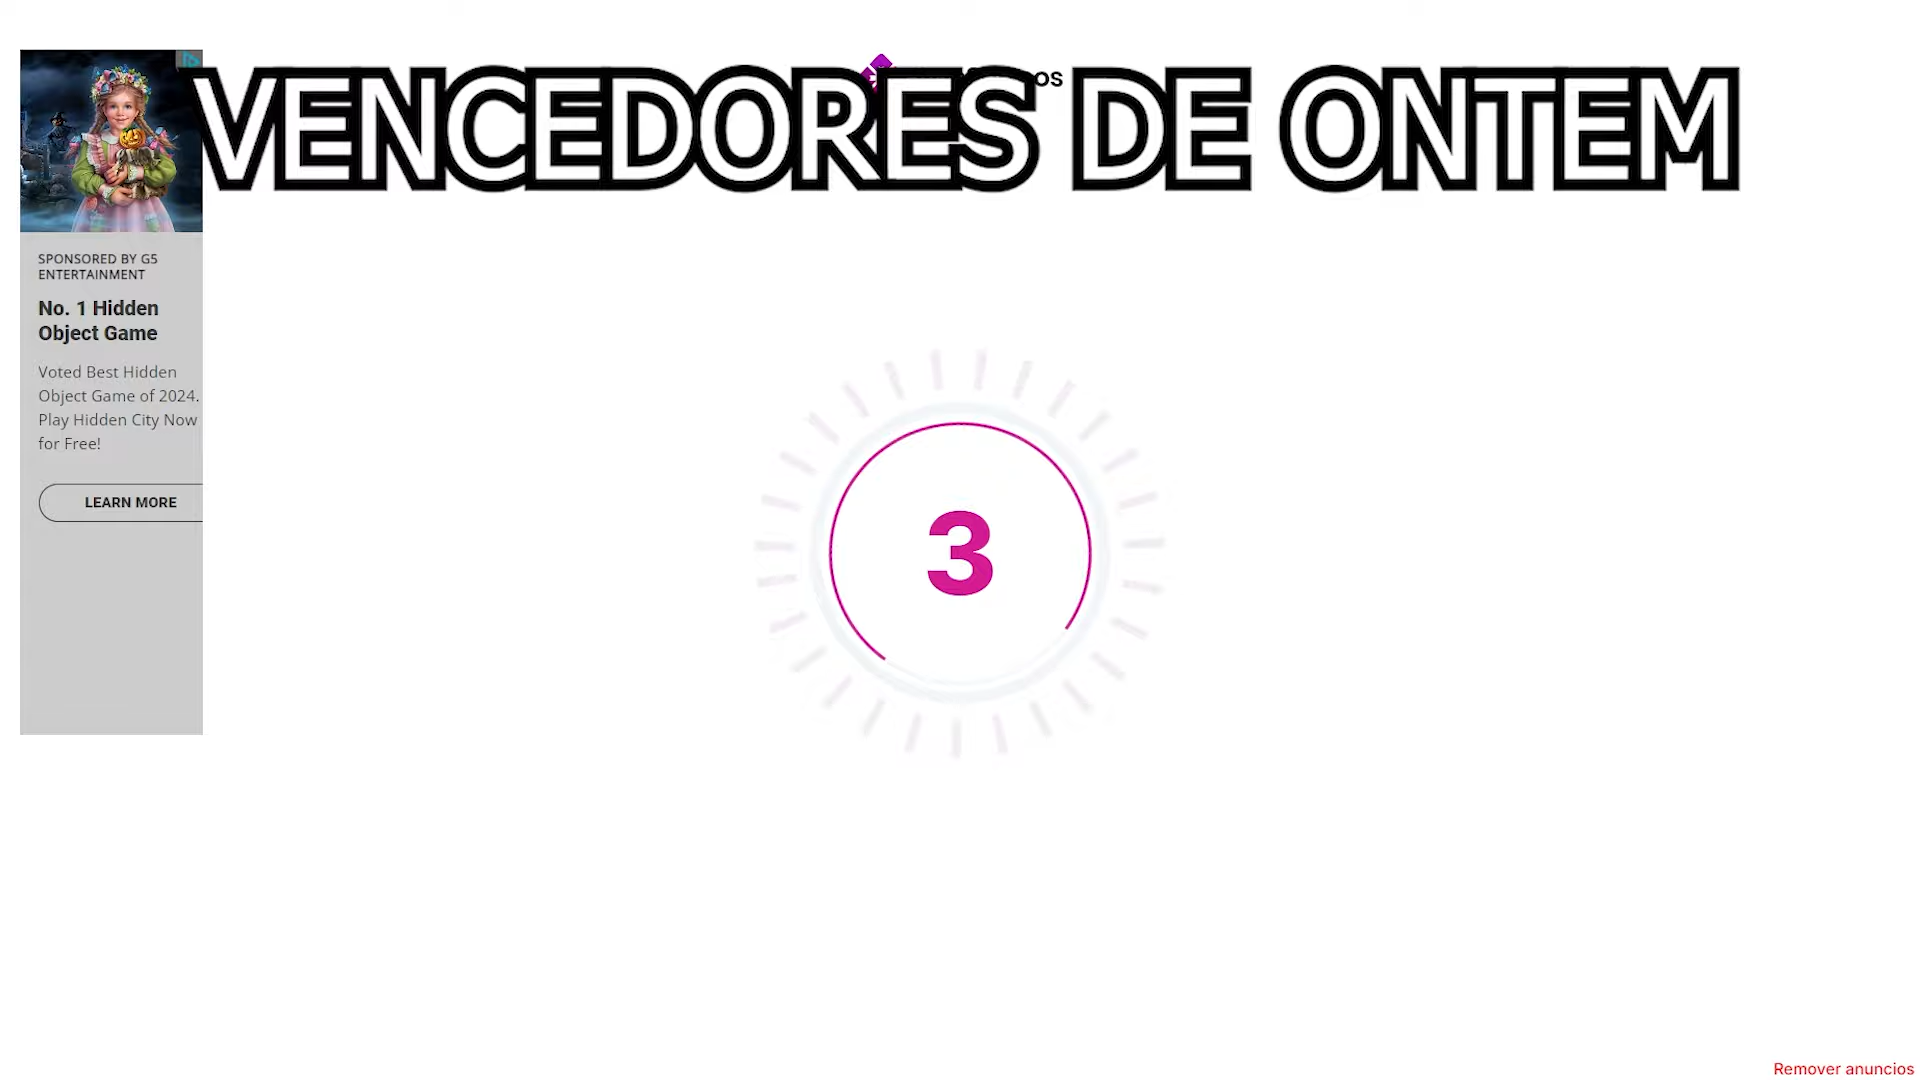 VENCEDORES DE ONTEM
SPONSORED BY G5
ENTERTAINMENT
No. 1 Hidden
Object Game
Voted Best Hidden
Object Game of 2024.
Play Hidden City Now
for Free!
LEARN MORE
3
Remover anuncios